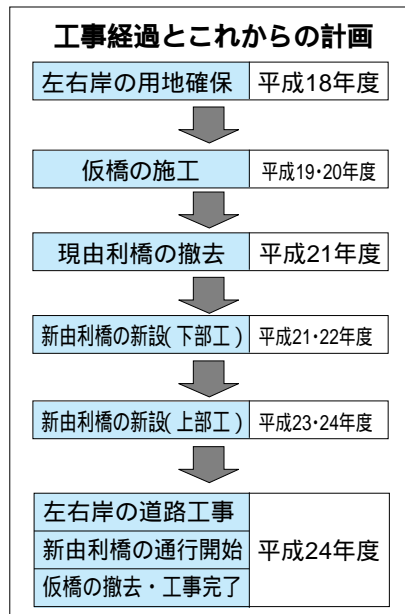 工事経過とこれからの計画
左右岸の用地確保 平成18年度
仮橋の施工 平成19・20年度
現由利橋の撤去 平成21年度
新由利橋の新設(下部工) 平成21・22年度
新由利橋の新設(上部工) 平成23・24年度
左右岸の道路工事
新由利橋の通行開始 平成24年度
仮橋の撤去・工事完了